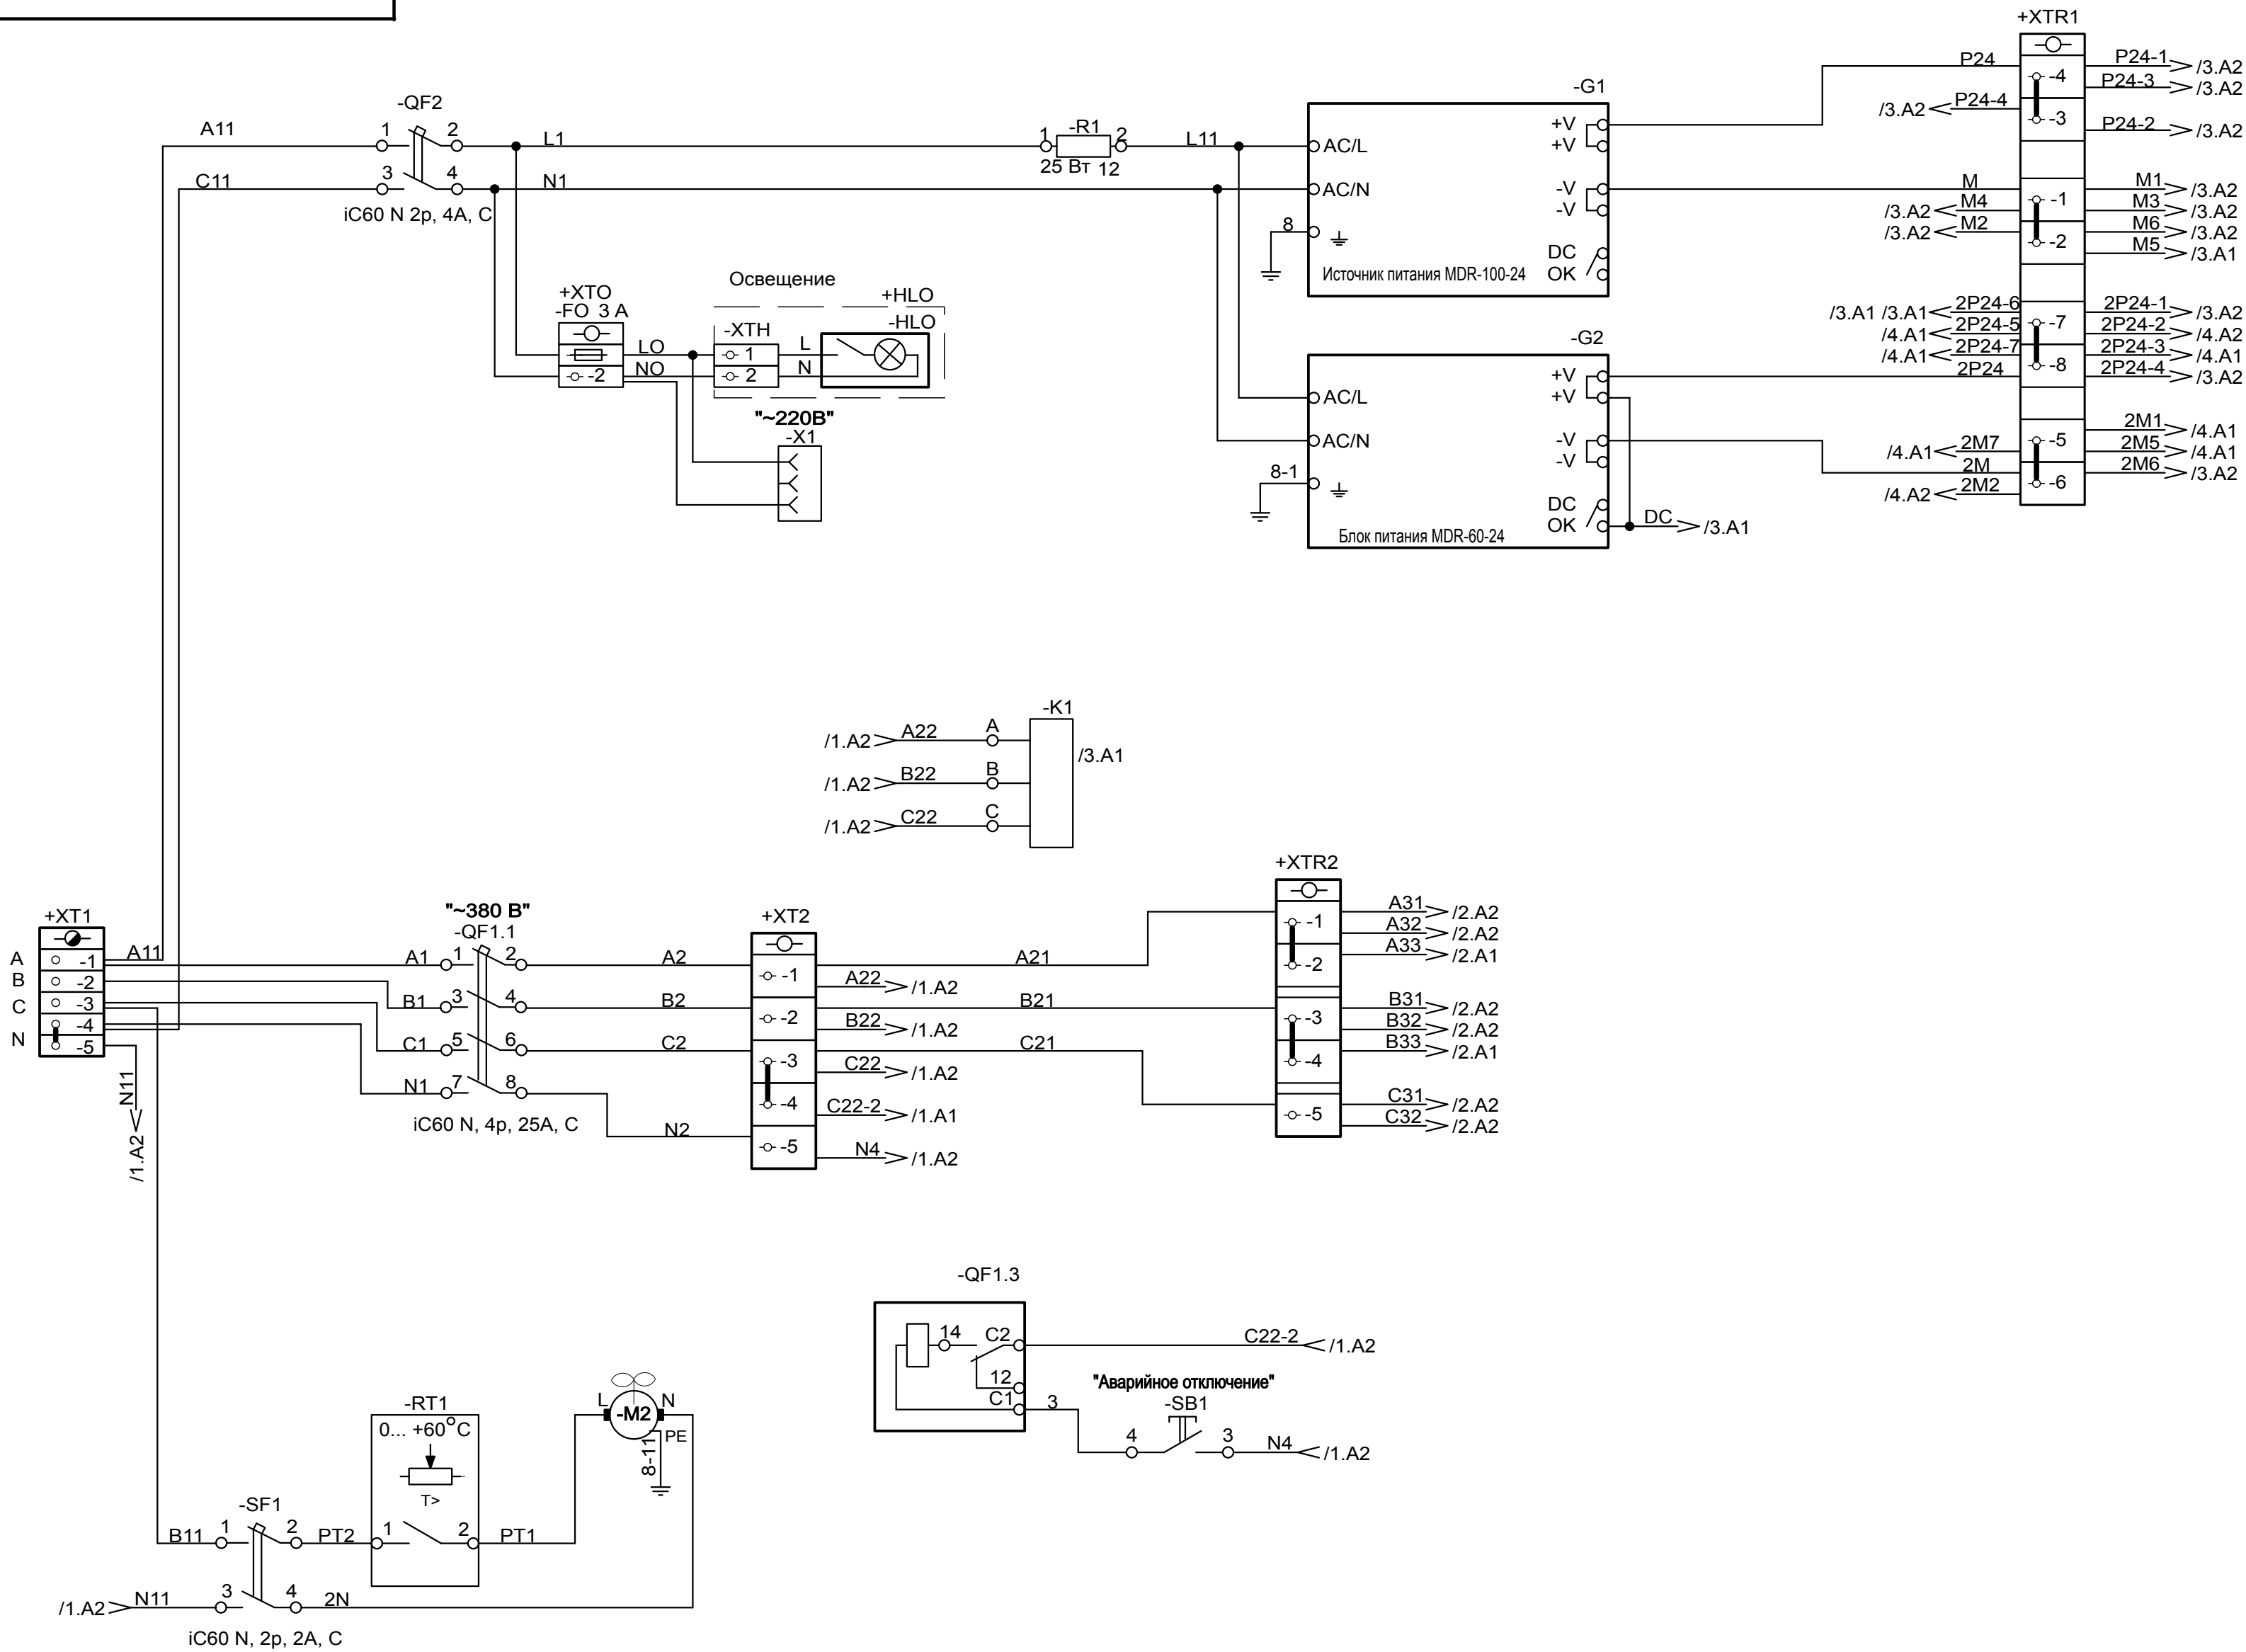 +XTR1
P24
P24-1
/3.A2
-4
P24-3
/3.A2
/3.A2
P24-4
-3
P24-2
/3.A2
M
M1
/3.A2
-1
/3.A2
M4
M3
/3.A2
/3.A2
M2
M6
/3.A2
-2
M5
/3.A1
/3.A1 /3.A1
2P24-6
2P24-1
/3.A2
-7
/4.A1
2P24-5
2P24-2
/4.A2
/4.A1
2P24-7
2P24-3
/4.A1
-8
2P24
2P24-4
/3.A2
2M1
/4.A1
-5
/4.A1
2M7
2M5
/4.A1
2M
2M6
/3.A2
-6
/4.A2
2M2
-QF2
A11
1
2
L1
C11
3
4
N1
iC60 N 2p, 4A, C
1
-R1
2
25 Вт 12
L11
-G1
AC/L
+V
+V
AC/N
-V
-V
8
DC
OK
Источник питания MDR-100-24
-G2
AC/L
+V
+V
AC/N
-V
-V
8-1
DC
OK
DC
/3.A1
Блок питания MDR-60-24
Освещение
+XTO
-FO 3 A
+HLO
-HLO
-XTH
LO
1
L
-2
NO
2
N
"~220В"
-X1
-K1
/1.A2
A22
A
/3.A1
/1.A2
B22
B
/1.A2
C22
C
+XT1
A
-1
A11
B
-2
C
-3
-4
N
-5
N11
/1.A2
"~380 В"
-QF1.1
A1
1
2
A2
B1
3
4
B2
C1
5
6
C2
N1
7
8
N2
iC60 N, 4p, 25A, C
+XT2
-1
A21
A22
/1.A2
-2
B21
B22
/1.A2
-3
C21
C22
/1.A2
-4
C22-2
/1.A1
-5
N4
/1.A2
+XTR2
-1
A31
/2.A2
A32
/2.A2
-2
A33
/2.A1
-3
B31
/2.A2
B32
/2.A2
-4
B33
/2.A1
-5
C31
/2.A2
C32
/2.A2
-QF1.3
14
C2
C22-2
/1.A2
12
C1
3
"Аварийное отключение"
-SB1
4
3
N4
/1.A2
-RT1
0... +60°C
T>
L
-M2
N
PE
8-11
-SF1
B11
1
2
PT2
1
2
PT1
/1.A2
N11
3
4
2N
iC60 N, 2p, 2A, C